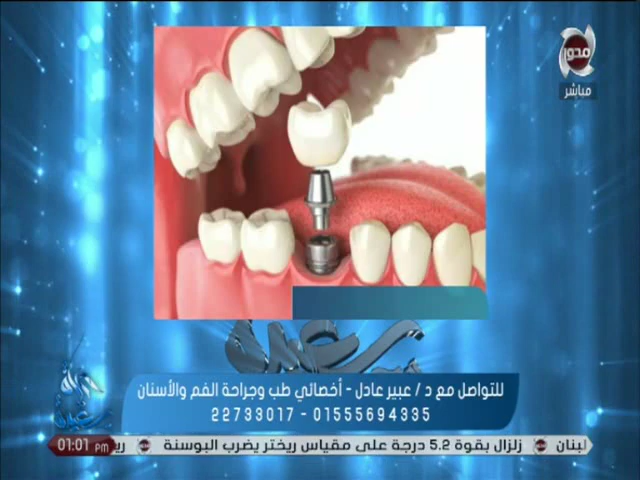 محور
مباشر
للتواصل مع د / عبير عادل - أخصائي طب وجراحة الفم والأسنان
22733017 - 01555694335
01:01 PM
لبنان زلزال بقوة 5.2 درجة على مقياس ريختر يضرب البوسنة